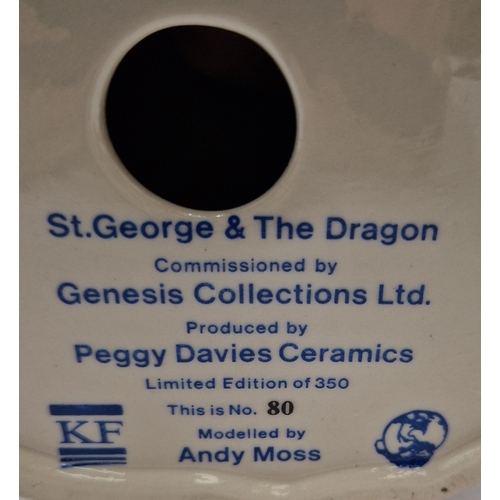 St.George & The Dragon
Commissioned by
Genesis Collections Ltd.
Produced by
Peggy Davies Ceramics
Limited Edition of 350
This is No. 80
KF
Modelled by
Andy Moss